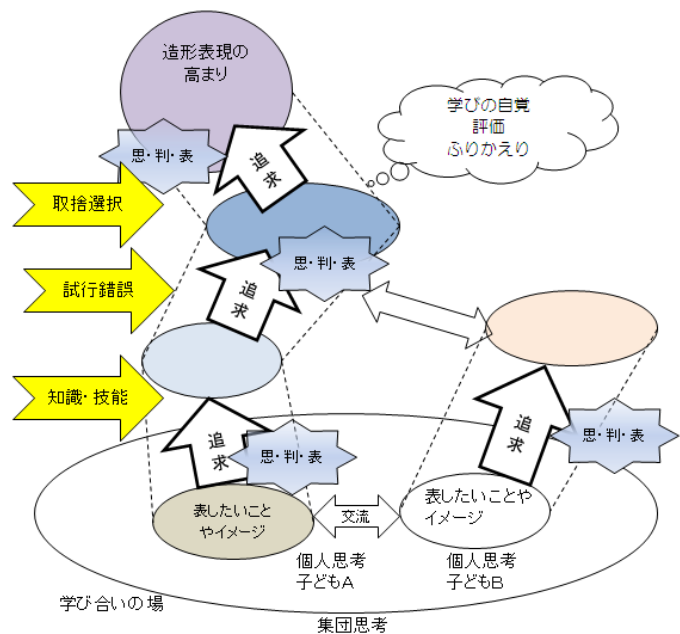 造形表現の
高まり
学びの自覚
評価
ふりかえり
思・判・表
追求
取捨選択
思・判・表
試行錯誤
追求
知識・技能
追求
思・判・表
追求
思・判・表
表したいこと
やイメージ
交流
表したいことや
イメージ
個人思考
子どもA
個人思考
子どもB
学び合いの場
集団思考